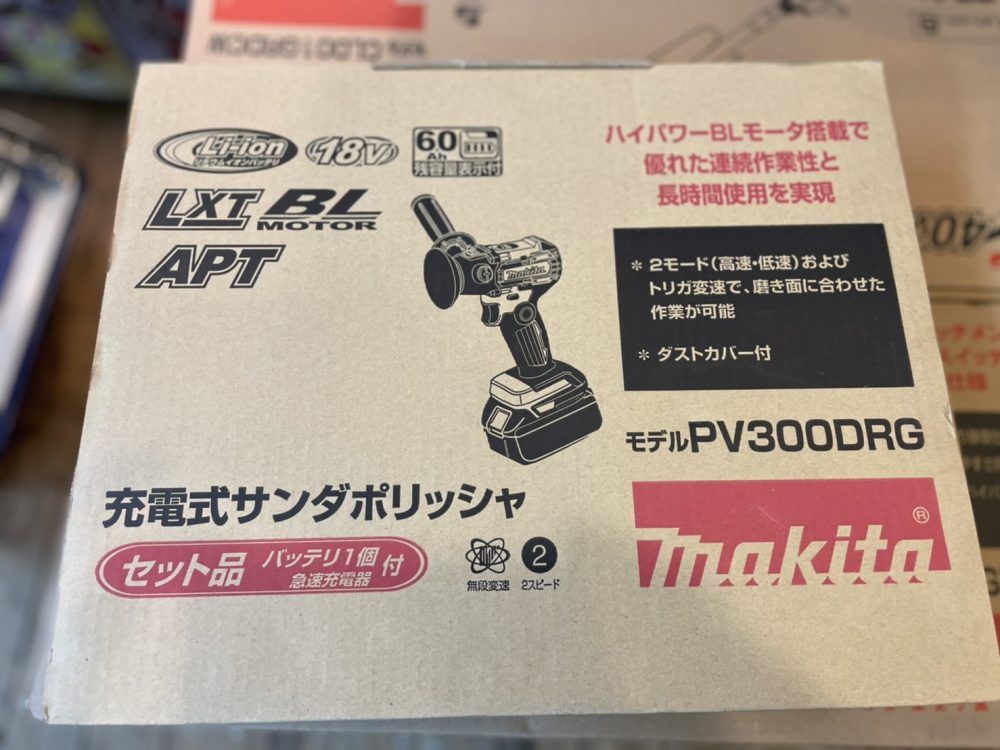 Li-ion
リチウムイオンバッテリ
18V
6.0
Ah
残容量表示付
LXT BL
MOTOR
APT
makita
ハイパワーBLモータ搭載で
優れた連続作業性と
長時間使用を実現
* 2モード(高速・低速)および
トリガ変速で、磨き面に合わせた
作業が可能
* ダストカバー付
モデルPV300DRG
充電式サンダポリッシャ
セット品 バッテリ1個
急速充電器 付
無段変速
2
2スピード
makita®